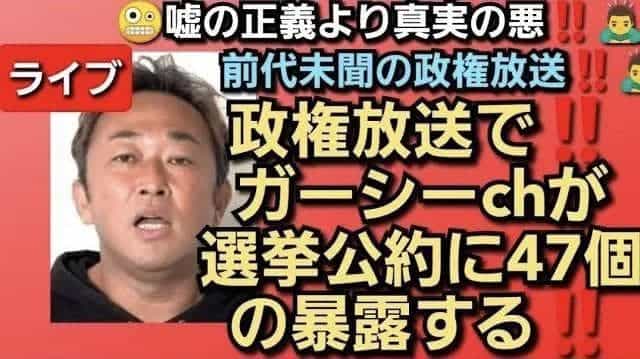 嘘の正義より真実の悪‼
ライブ
前代未聞の政権放送‼
政権放送で‼
ガーシーchが
選挙公約に47個
の暴露する‼